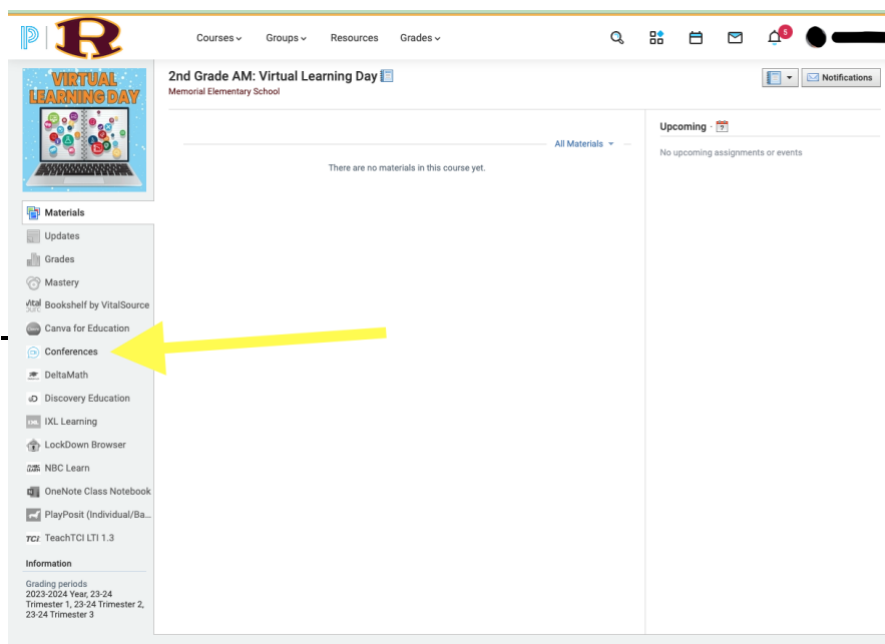 R
Courses
Groups
Resources
Grades
5
VIRTUAL
LEARNING DAY
2nd Grade AM: Virtual Learning Day
Memorial Elementary School
Notifications
All Materials
There are no materials in this course yet.
Upcoming ·
No upcoming assignments or events
Materials
Updates
Grades
Mastery
Bookshelf by VitalSource
Canva for Education
Conferences
DeltaMath
Discovery Education
IXL Learning
LockDown Browser
NBC Learn
OneNote Class Notebook
PlayPosit (Individual/Ba...
TCI TeachTCI LTI 1.3
Information
Grading periods
2023-2024 Year, 23-24
Trimester 1, 23-24 Trimester 2,
23-24 Trimester 3